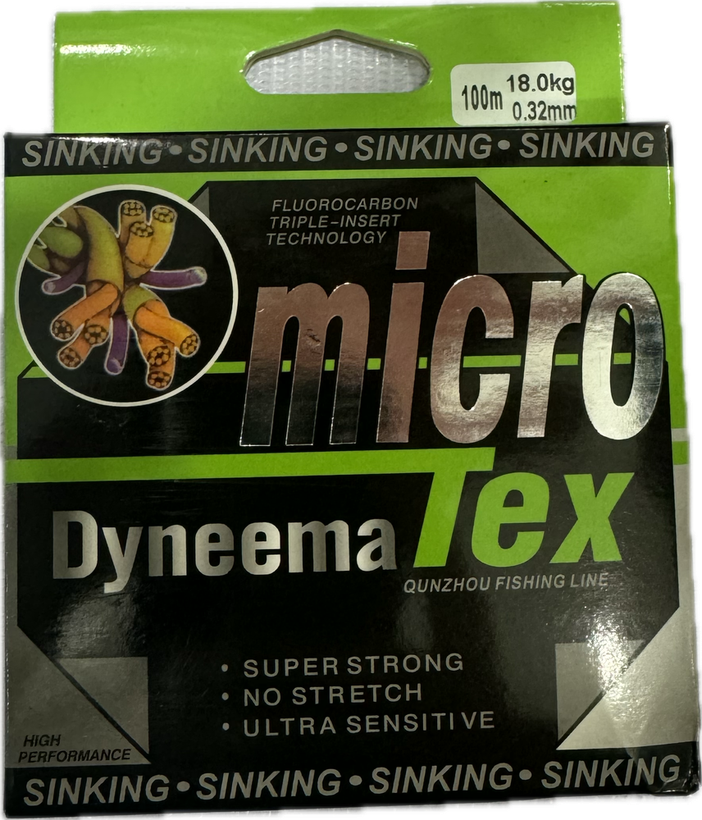 100m 18.0kg
0.32mm
SINKING • SINKING • SINKING • SINKING
FLUOROCARBON
TRIPLE-INSERT
TECHNOLOGY
micro
Tex
Dyneema
QUNZHOU FISHING LINE
• SUPER STRONG
• NO STRETCH
• ULTRA SENSITIVE
HIGH
PERFORMANCE
SINKING • SINKING • SINKING • SINKING